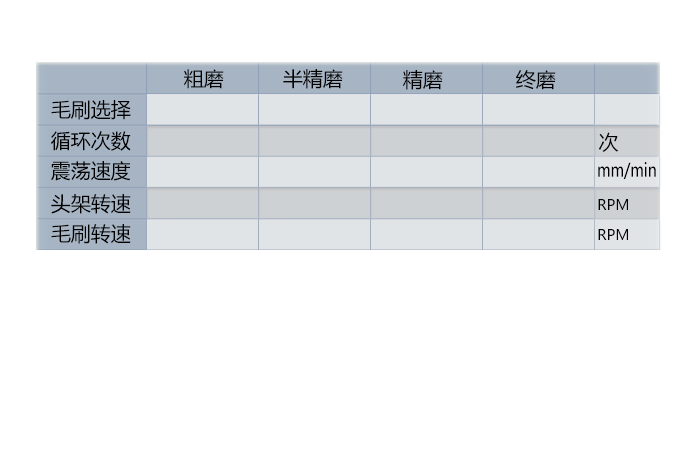 粗磨 半精磨 精磨 终磨
毛刷选择
循环次数 次
震荡速度 mm/min
头架转速 RPM
毛刷转速 RPM